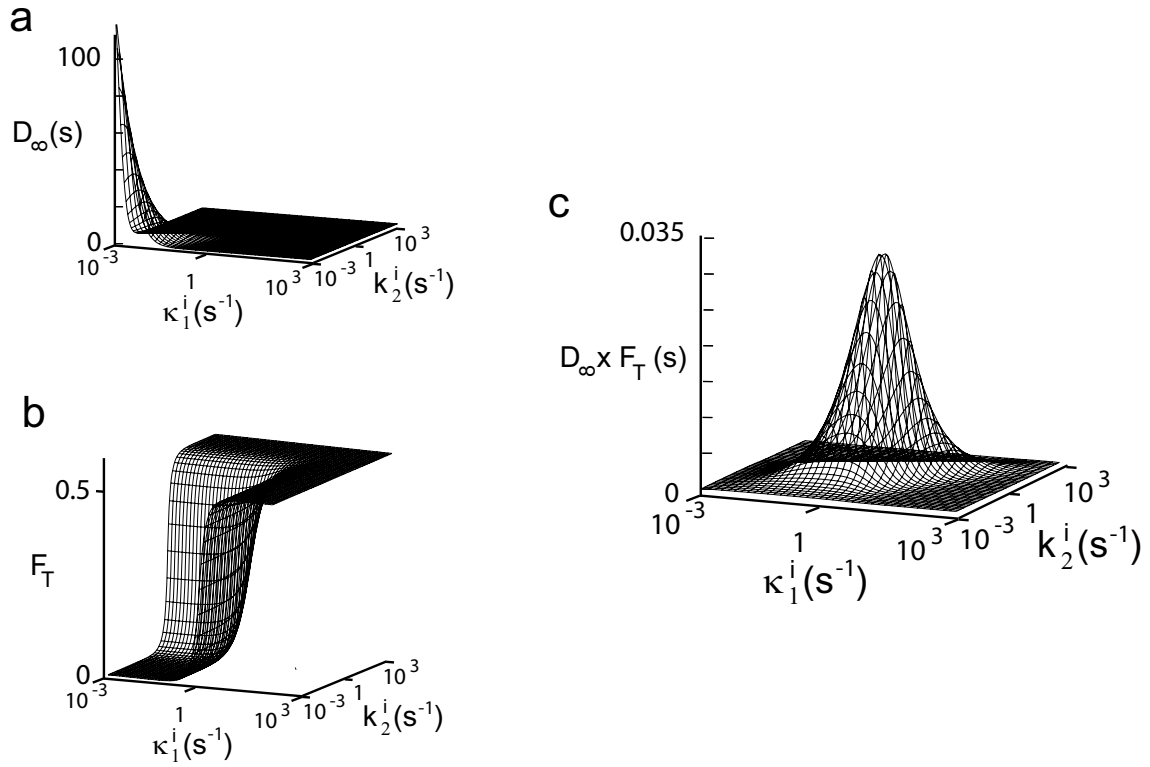 a
100
D∞(s)
0
10⁻³
1
10³
κ₁ⁱ(s⁻¹)
10⁻³
1
10³
k₂ⁱ(s⁻¹)
b
0.5
F_T
0
10⁻³
1
10³
κ₁ⁱ(s⁻¹)
10⁻³
1
10³
k₂ⁱ(s⁻¹)
c
0.035
D∞x F_T (s)
0
10⁻³
1
10³
κ₁ⁱ(s⁻¹)
10⁻³
1
10³
k₂ⁱ(s⁻¹)